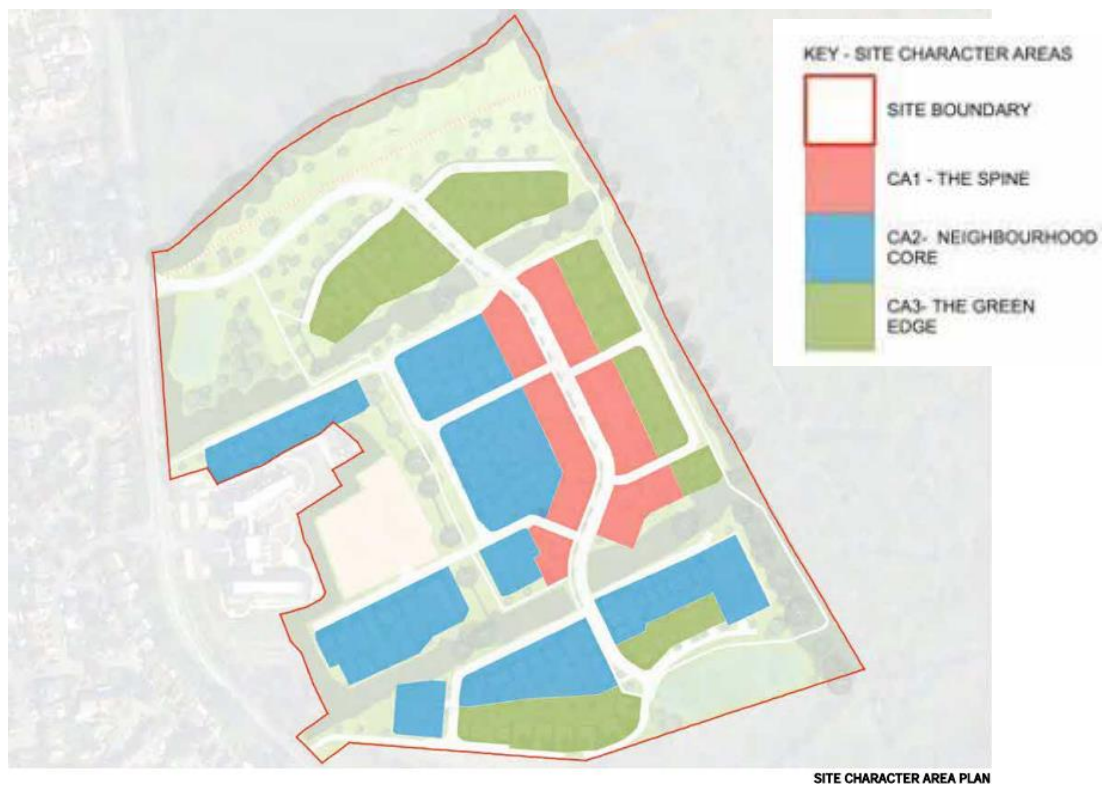 KEY - SITE CHARACTER AREAS
SITE BOUNDARY
CA1 - THE SPINE
CA2- NEIGHBOURHOOD
CORE
CA3- THE GREEN
EDGE
SITE CHARACTER AREA PLAN